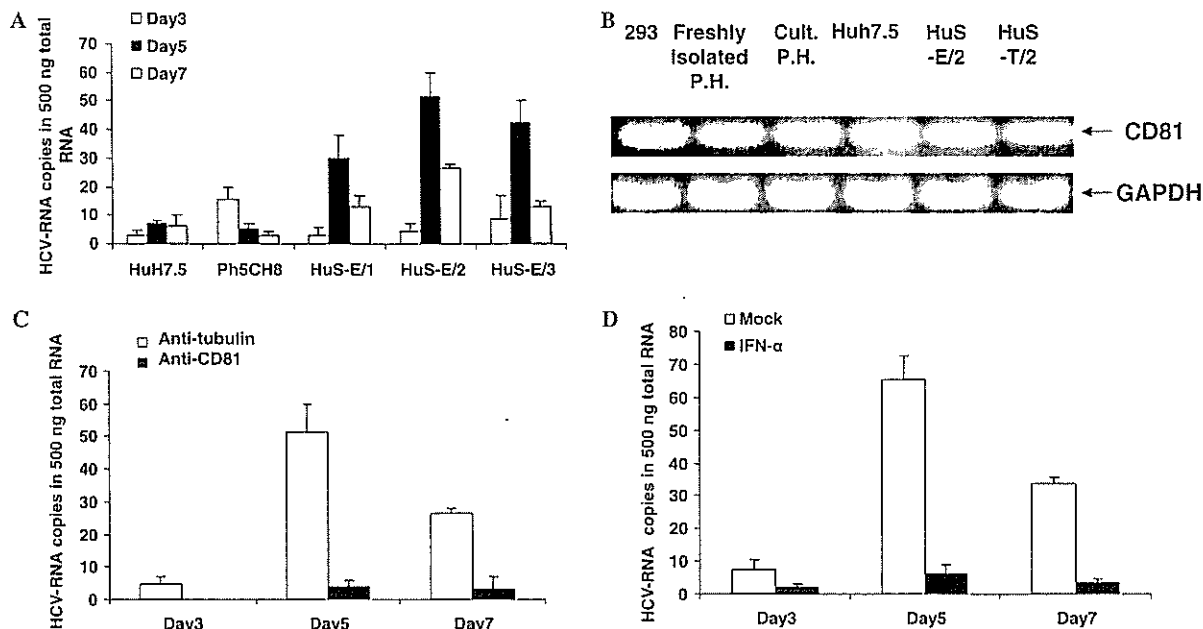 A
Day3
Day5
Day7
HCV-RNA copies in 500 ng total RNA
70
60
50
40
30
20
10
0
HuH7.5
Ph5CH8
HuS-E/1
HuS-E/2
HuS-E/3
B
293
Freshly isolated P.H.
Cult. P.H.
Huh7.5
HuS -E/2
HuS -T/2
CD81
GAPDH
C
Anti-tubulin
Anti-CD81
HCV-RNA copies in 500 ng total RNA
70
60
50
40
30
20
10
0
Day3
Day5
Day7
D
Mock
IFN-α
HCV-RNA copies in 500 ng total RNA
80
70
60
50
40
30
20
10
0
Day3
Day5
Day7